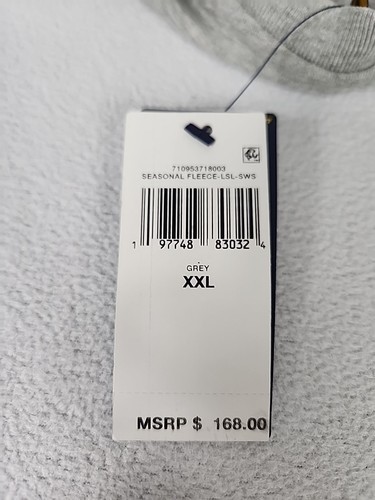 710953718003
SEASONAL FLEECE-LSL-SWS
1 97748 83032 4
GREY
XXL
MSRP $ 168.00